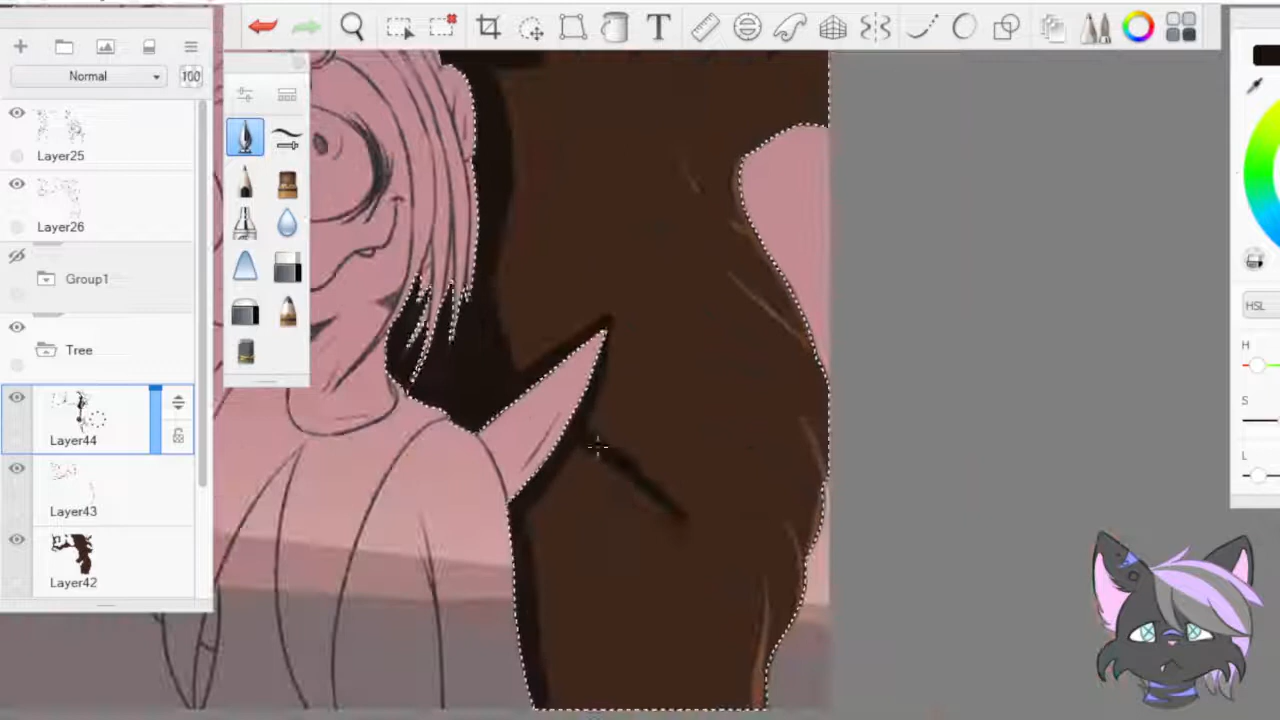 T
Normal
100
Layer25
Layer26
Group1
Tree
Layer44
Layer43
Layer42
HSL
H
S
L